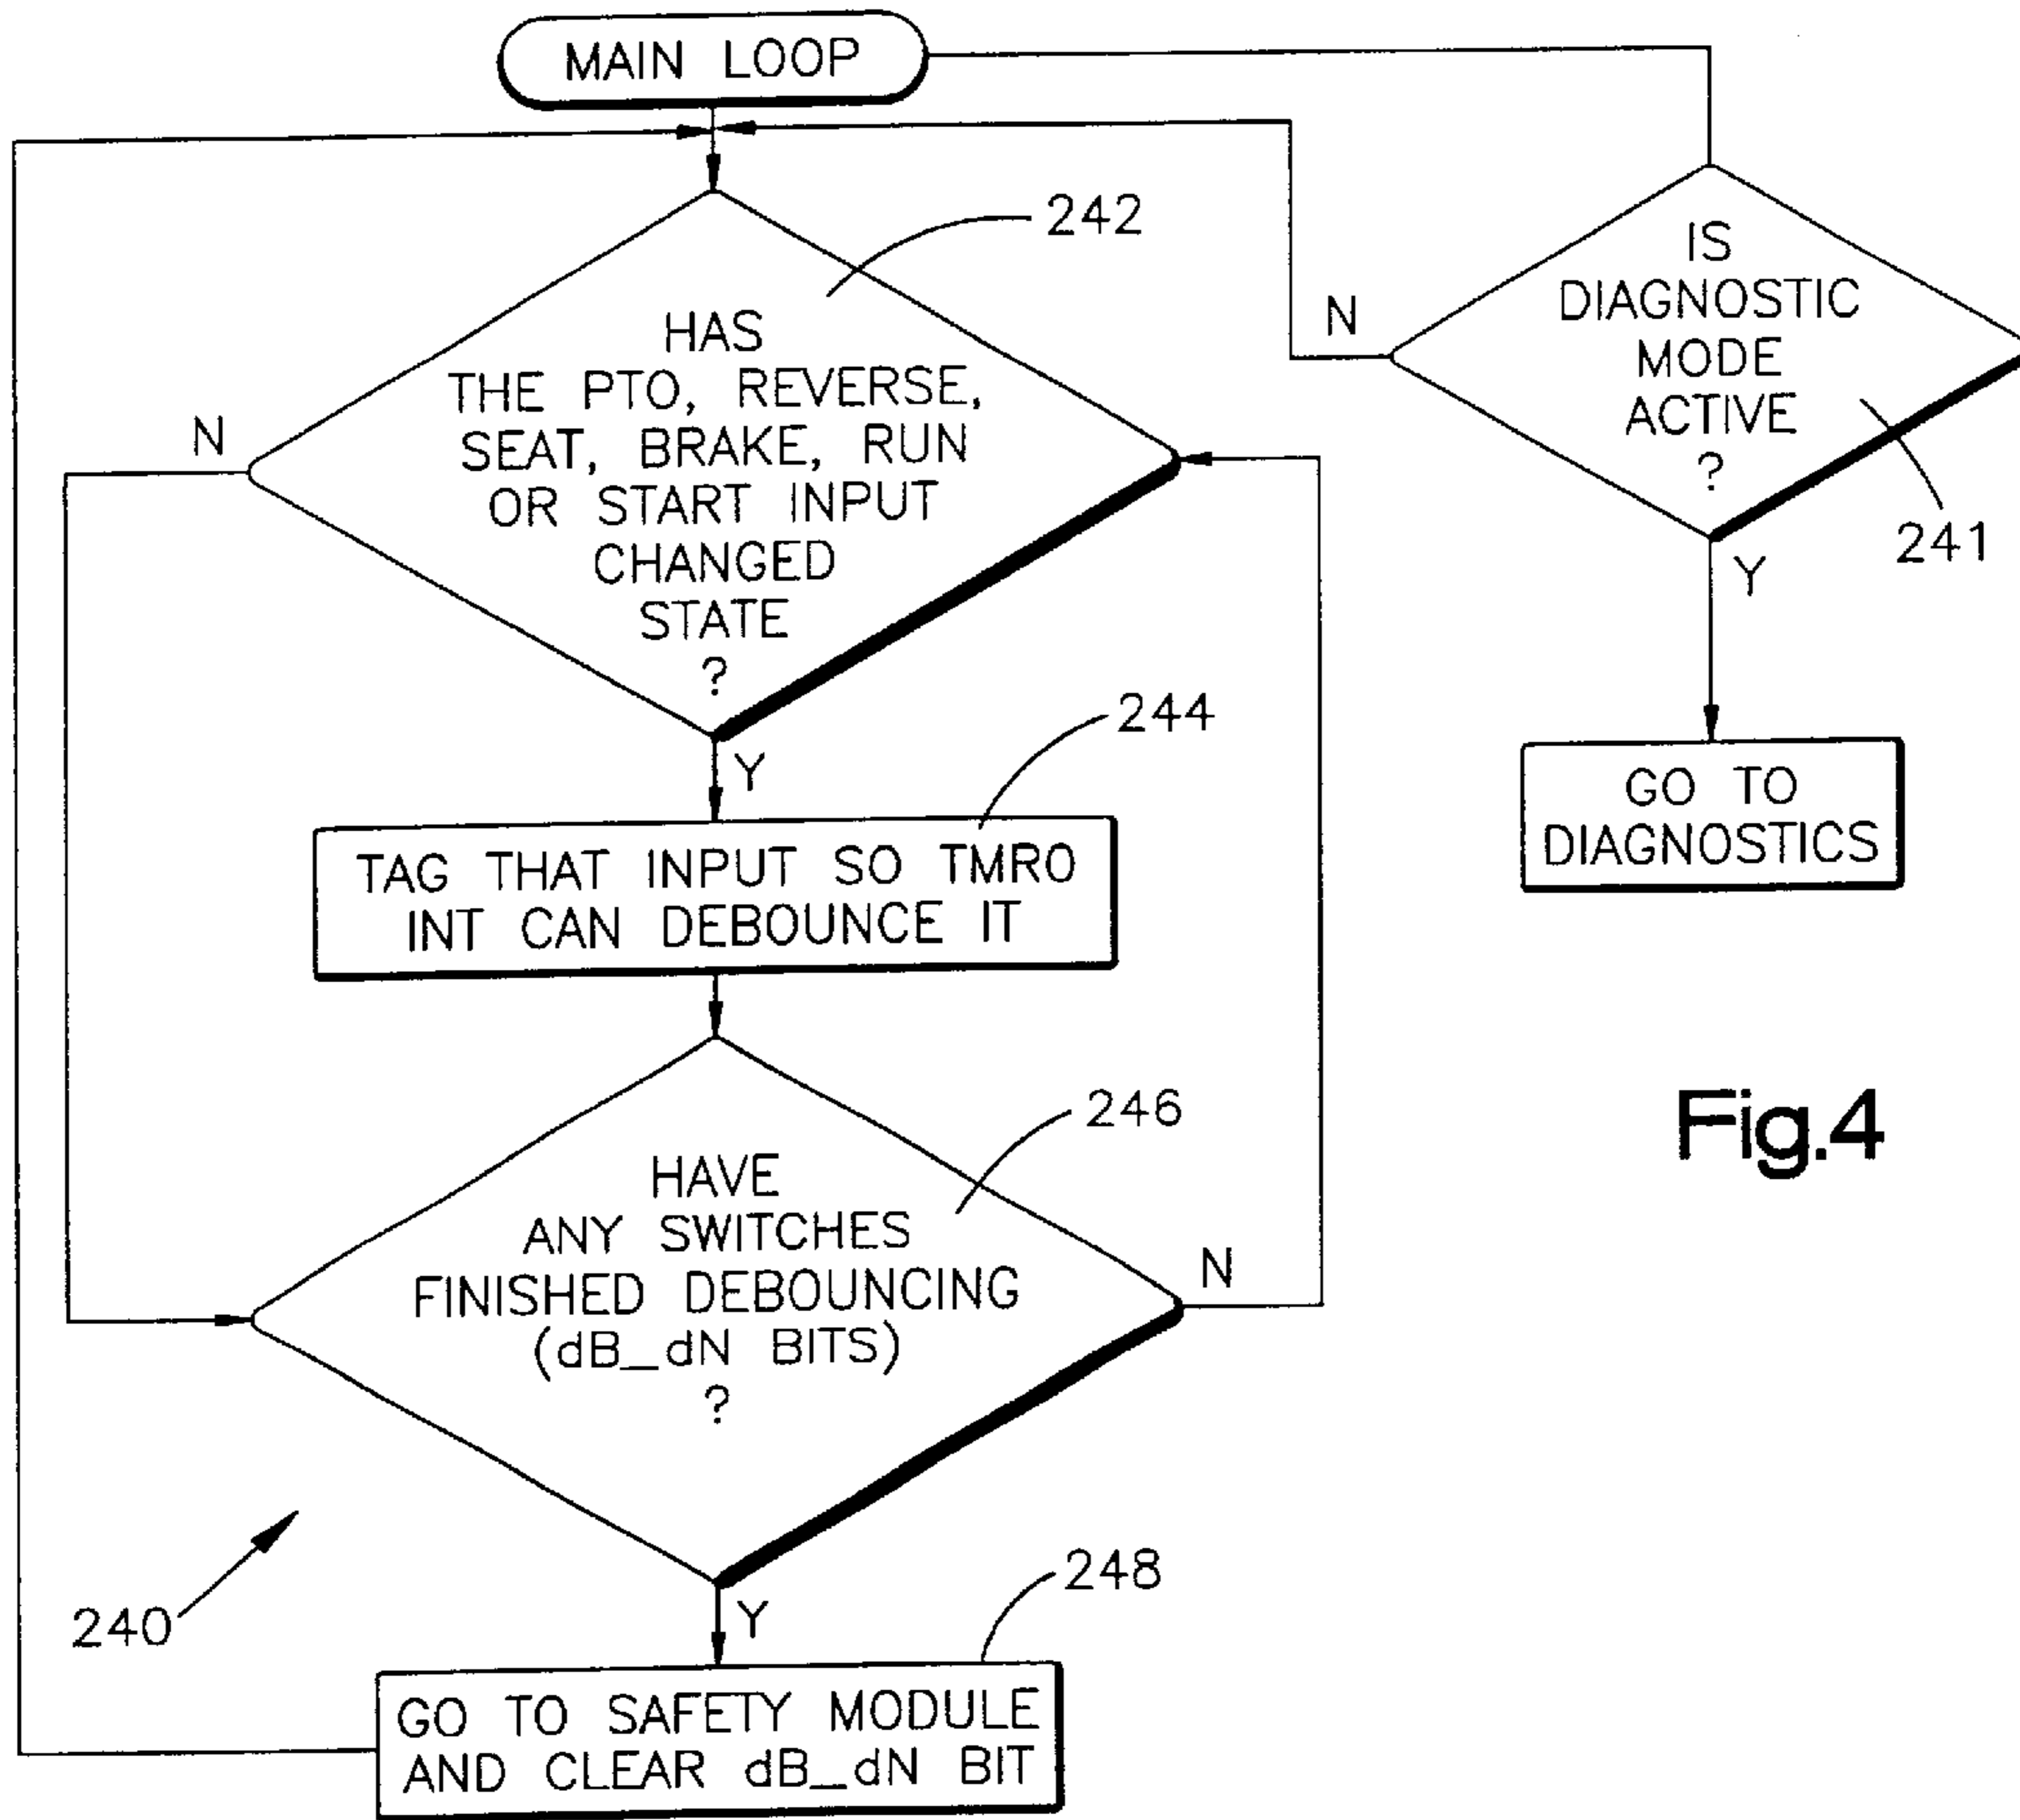 MAIN LOOP
242
HAS
THE PTO, REVERSE,
SEAT, BRAKE, RUN
OR START INPUT
CHANGED
STATE
?
N
Y
IS
DIAGNOSTIC
MODE
ACTIVE
?
N
241
Y
GO TO
DIAGNOSTICS
244
TAG THAT INPUT SO TMRO
INT CAN DEBOUNCE IT
246
HAVE
ANY SWITCHES
FINISHED DEBOUNCING
(dB_dN BITS)
?
N
Y
Fig.4
240
248
GO TO SAFETY MODULE
AND CLEAR dB_dN BIT